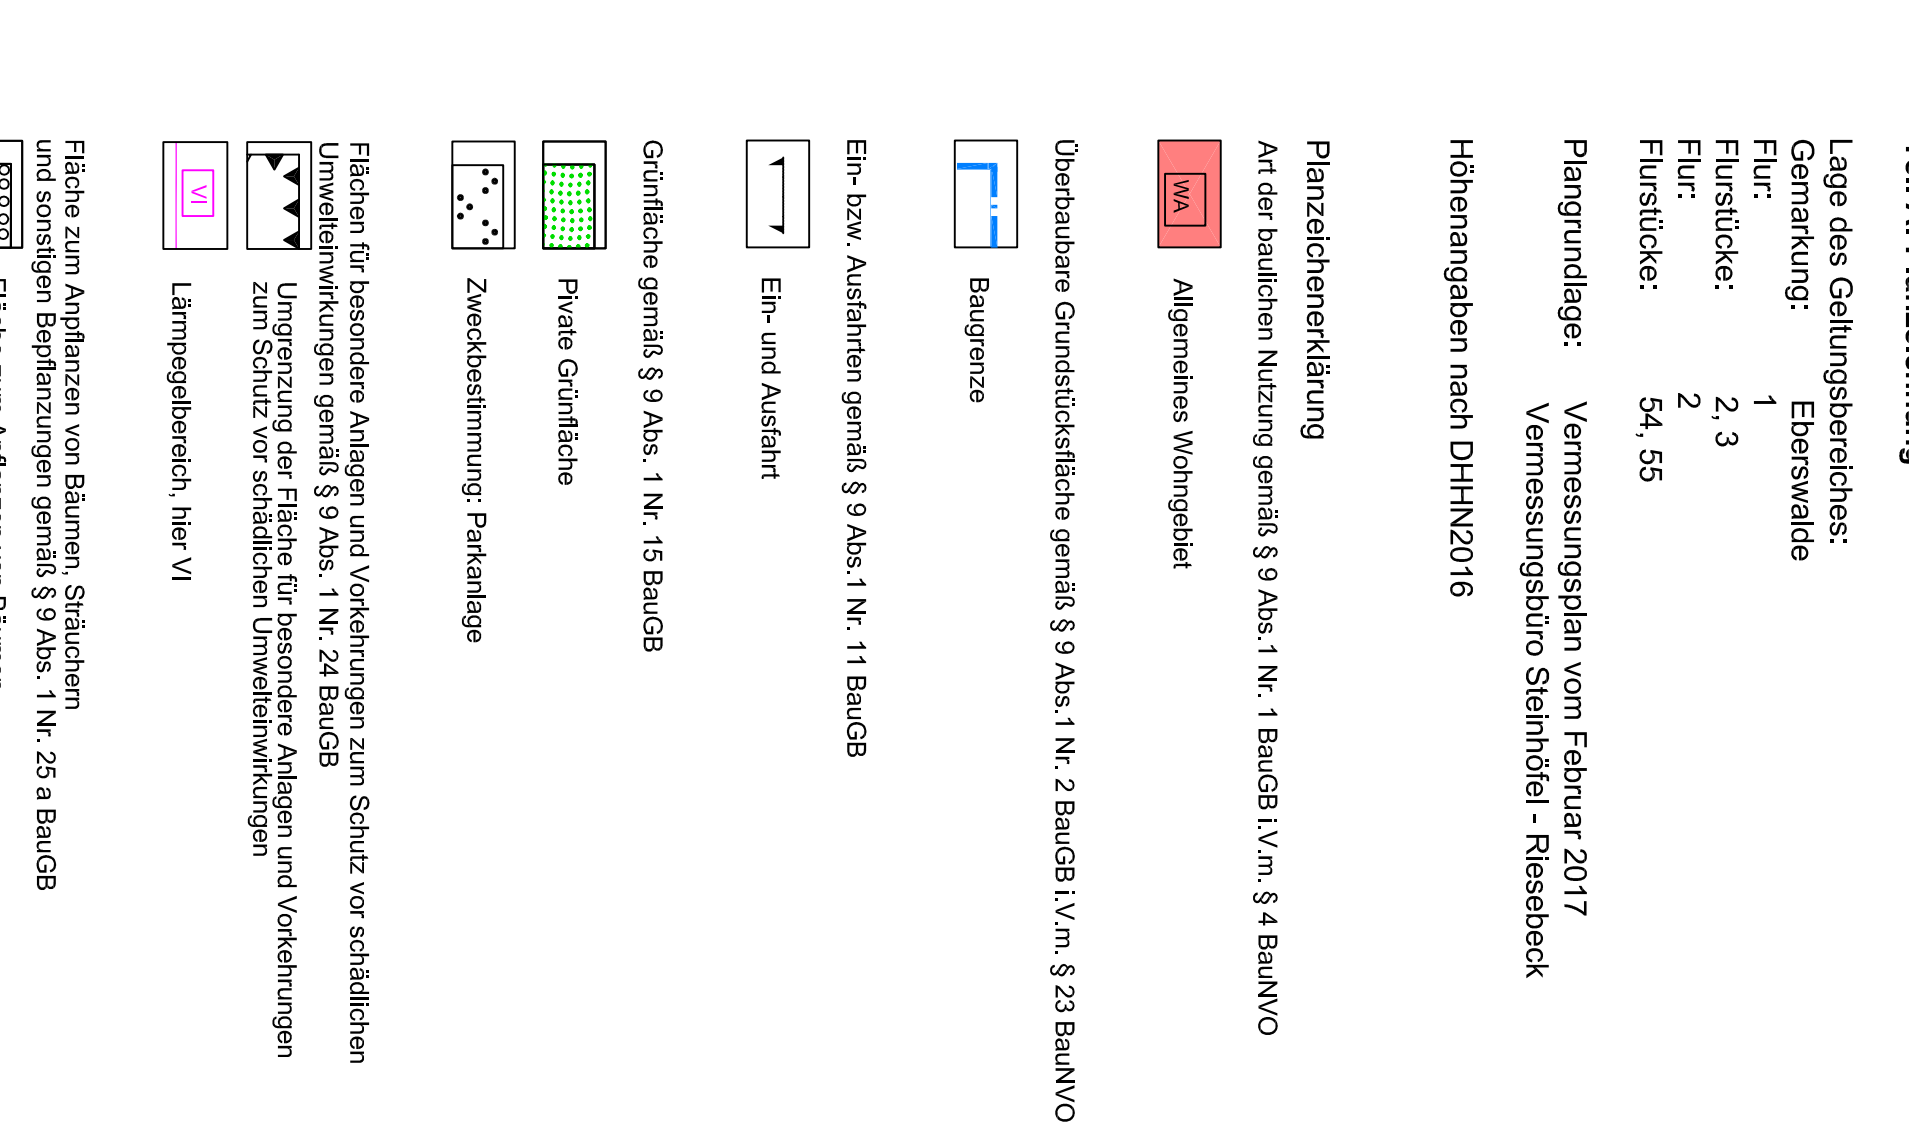 Lage des Geltungsbereiches:
Gemarkung: Eberswalde
Flur: 1
Flurstücke: 2, 3
Flur: 2
Flurstücke: 54, 55
Plangrundlage: Vermessungsplan vom Februar 2017
Vermessungsbüro Steinhöfel - Riesebeck
Höhenangaben nach DHHN2016
Planzeichenerklärung
Art der baulichen Nutzung gemäß § 9 Abs.1 Nr. 1 BauGB i.V.m. § 4 BauNVO
WA Allgemeines Wohngebiet
Überbaubare Grundstücksfläche gemäß § 9 Abs.1 Nr. 2 BauGB i.V.m. § 23 BauNVO
Baugrenze
Ein- bzw. Ausfahrten gemäß § 9 Abs.1 Nr. 11 BauGB
Ein- und Ausfahrt
Grünfläche gemäß § 9 Abs. 1 Nr. 15 BauGB
Pivate Grünfläche
Zweckbestimmung: Parkanlage
Flächen für besondere Anlagen und Vorkehrungen zum Schutz vor schädlichen
Umwelteinwirkungen gemäß § 9 Abs. 1 Nr. 24 BauGB
Umgrenzung der Fläche für besondere Anlagen und Vorkehrungen
zum Schutz vor schädlichen Umwelteinwirkungen
VI Lärmpegelbereich, hier VI
Fläche zum Anpflanzen von Bäumen, Sträuchern
und sonstigen Bepflanzungen gemäß § 9 Abs. 1 Nr. 25 a BauGB